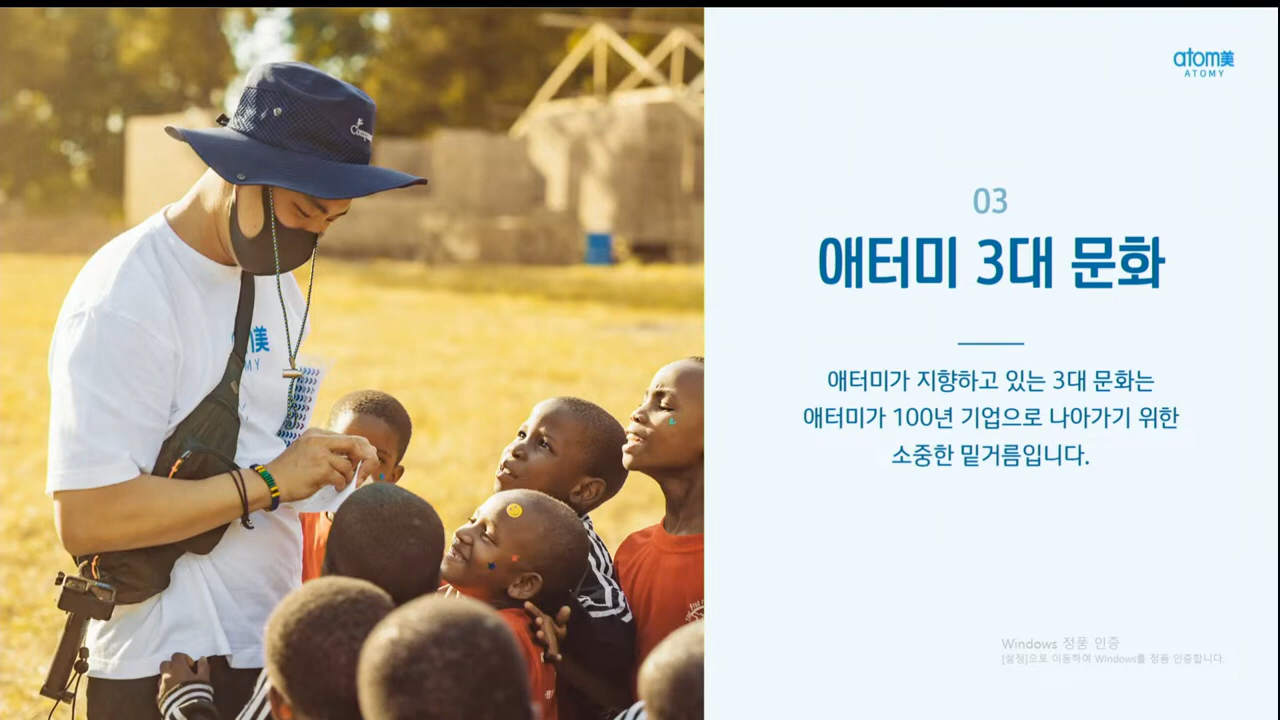 atom美
ATOMY
03
애터미 3대 문화
애터미가 지향하고 있는 3대 문화는
애터미가 100년 기업으로 나아가기 위한
소중한 밑거름입니다.
Windows 정품 인증
[설정]으로 이동하여 Windows를 정품 인증합니다.
美